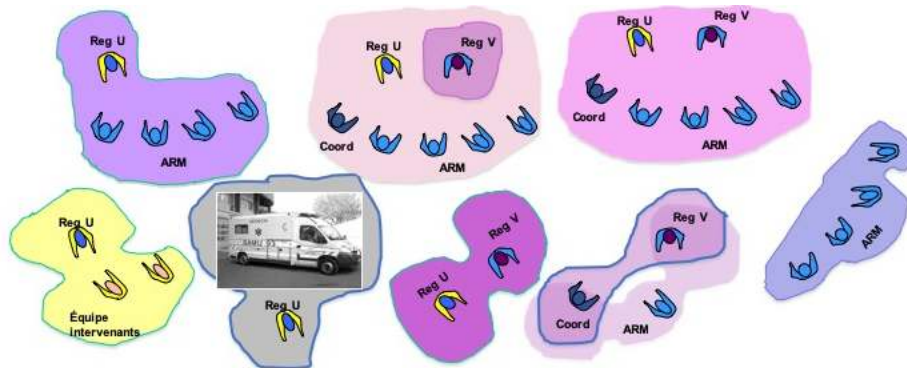 Reg U
ARM
Reg U
Reg V
Coord
ARM
Reg U
Reg V
Coord
ARM
Reg U
Équipe
intervenants
SAMU 93
Reg U
Reg U
Reg V
Reg V
Coord
ARM
ARM